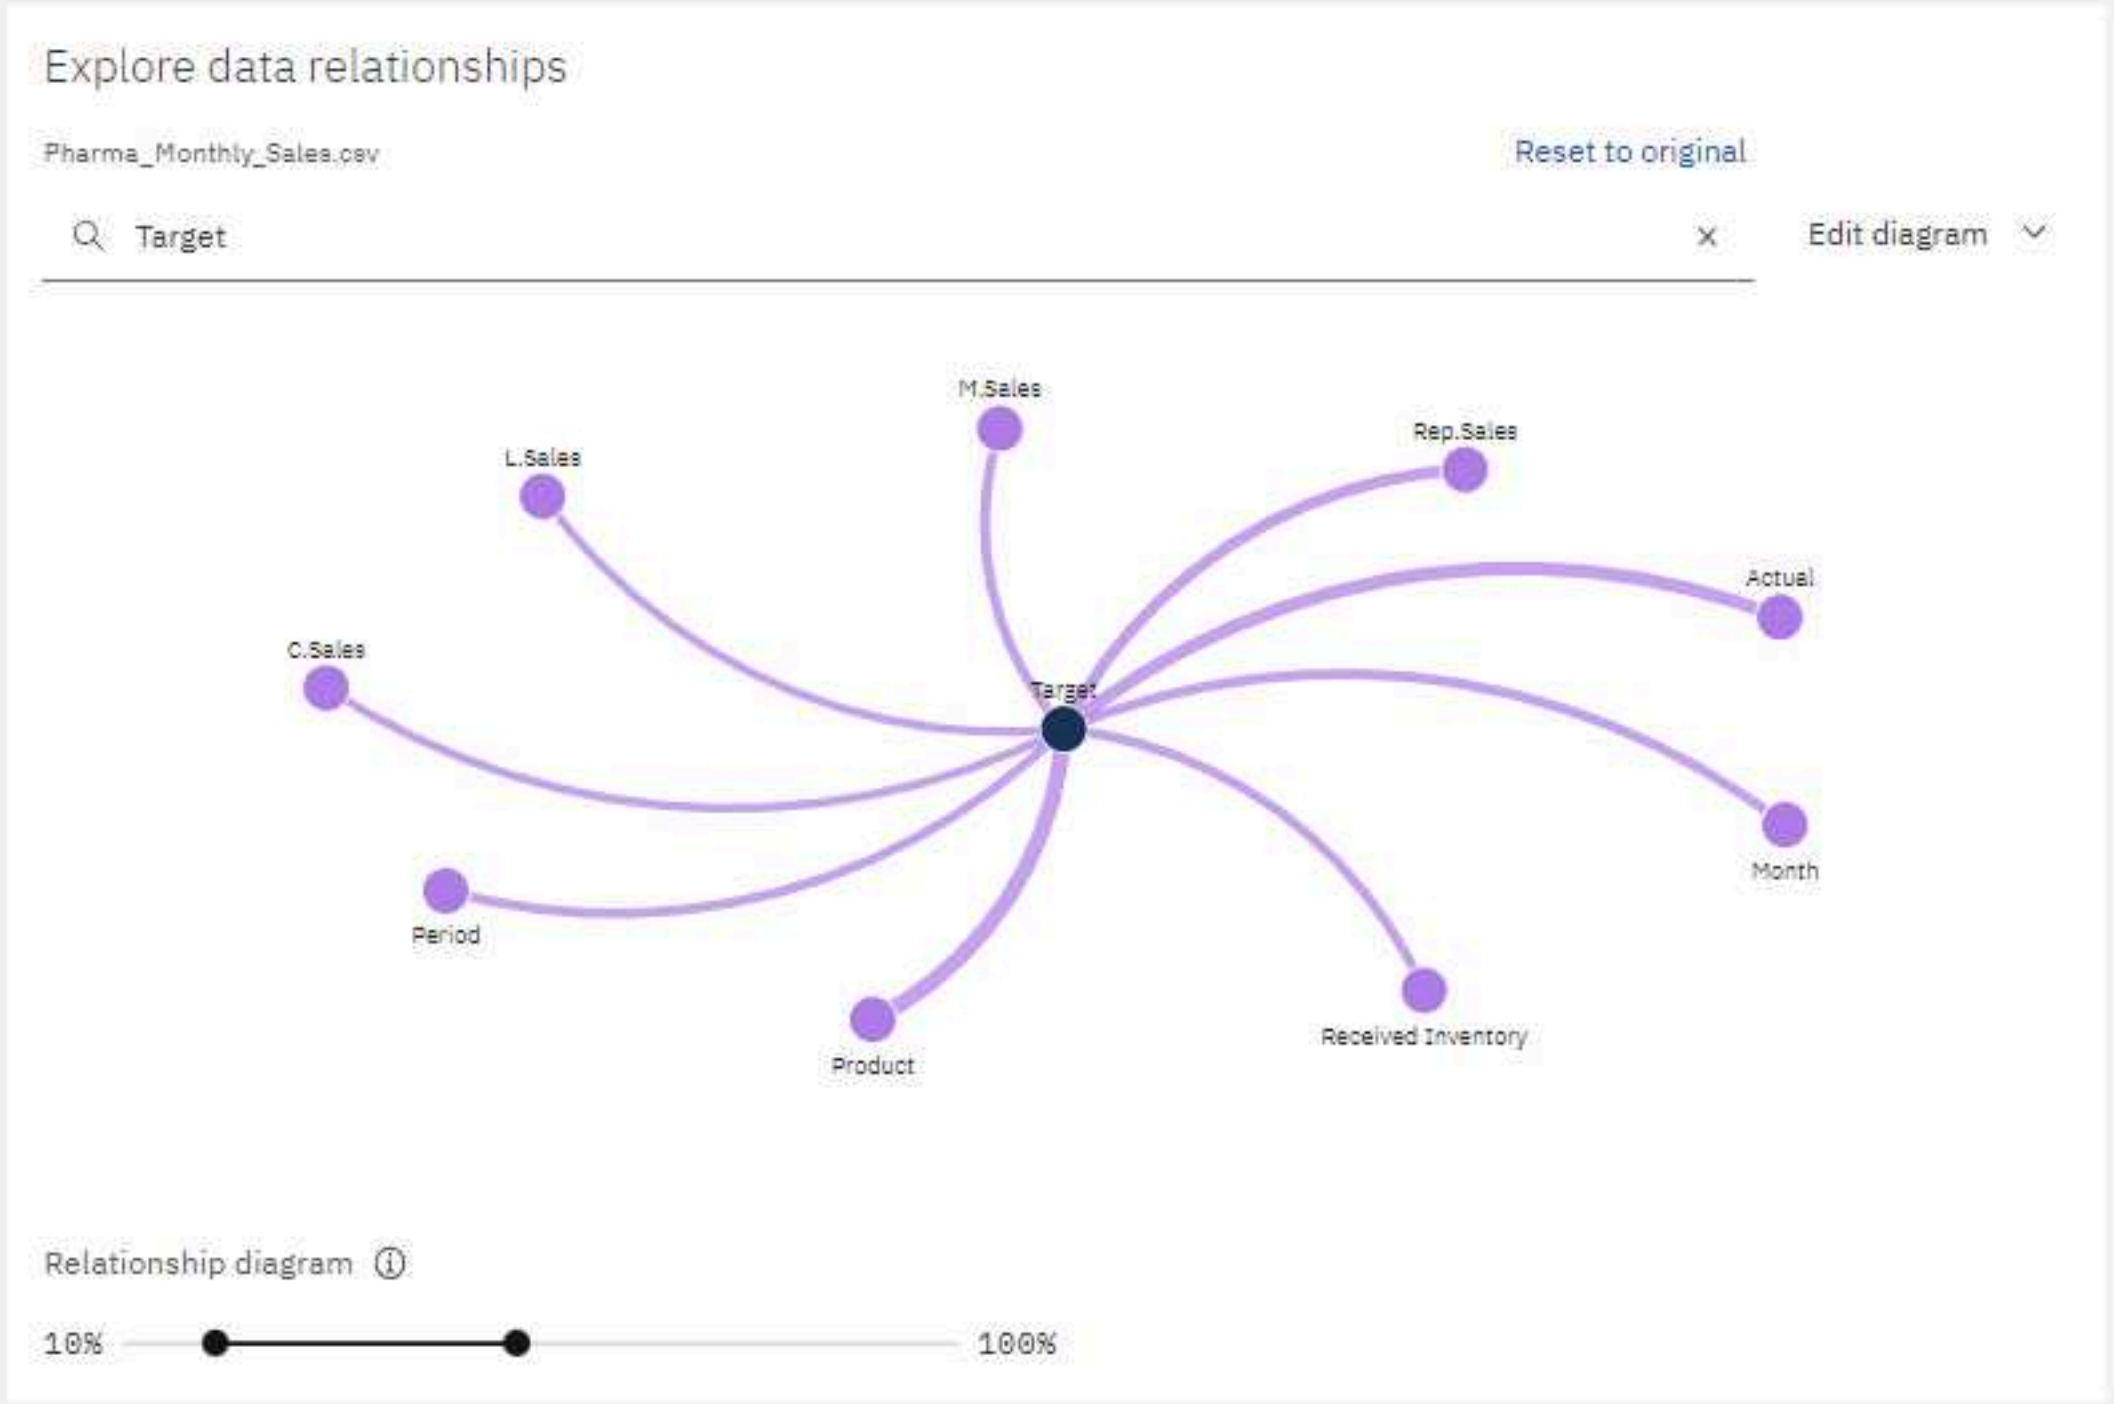 Explore data relationships
Pharma_Monthly_Sales.csv
Reset to original
Target
Edit diagram
M.Sales
Rep.Sales
L.Sales
Actual
C.Sales
Target
Month
Period
Received Inventory
Product
Relationship diagram
10%
100%